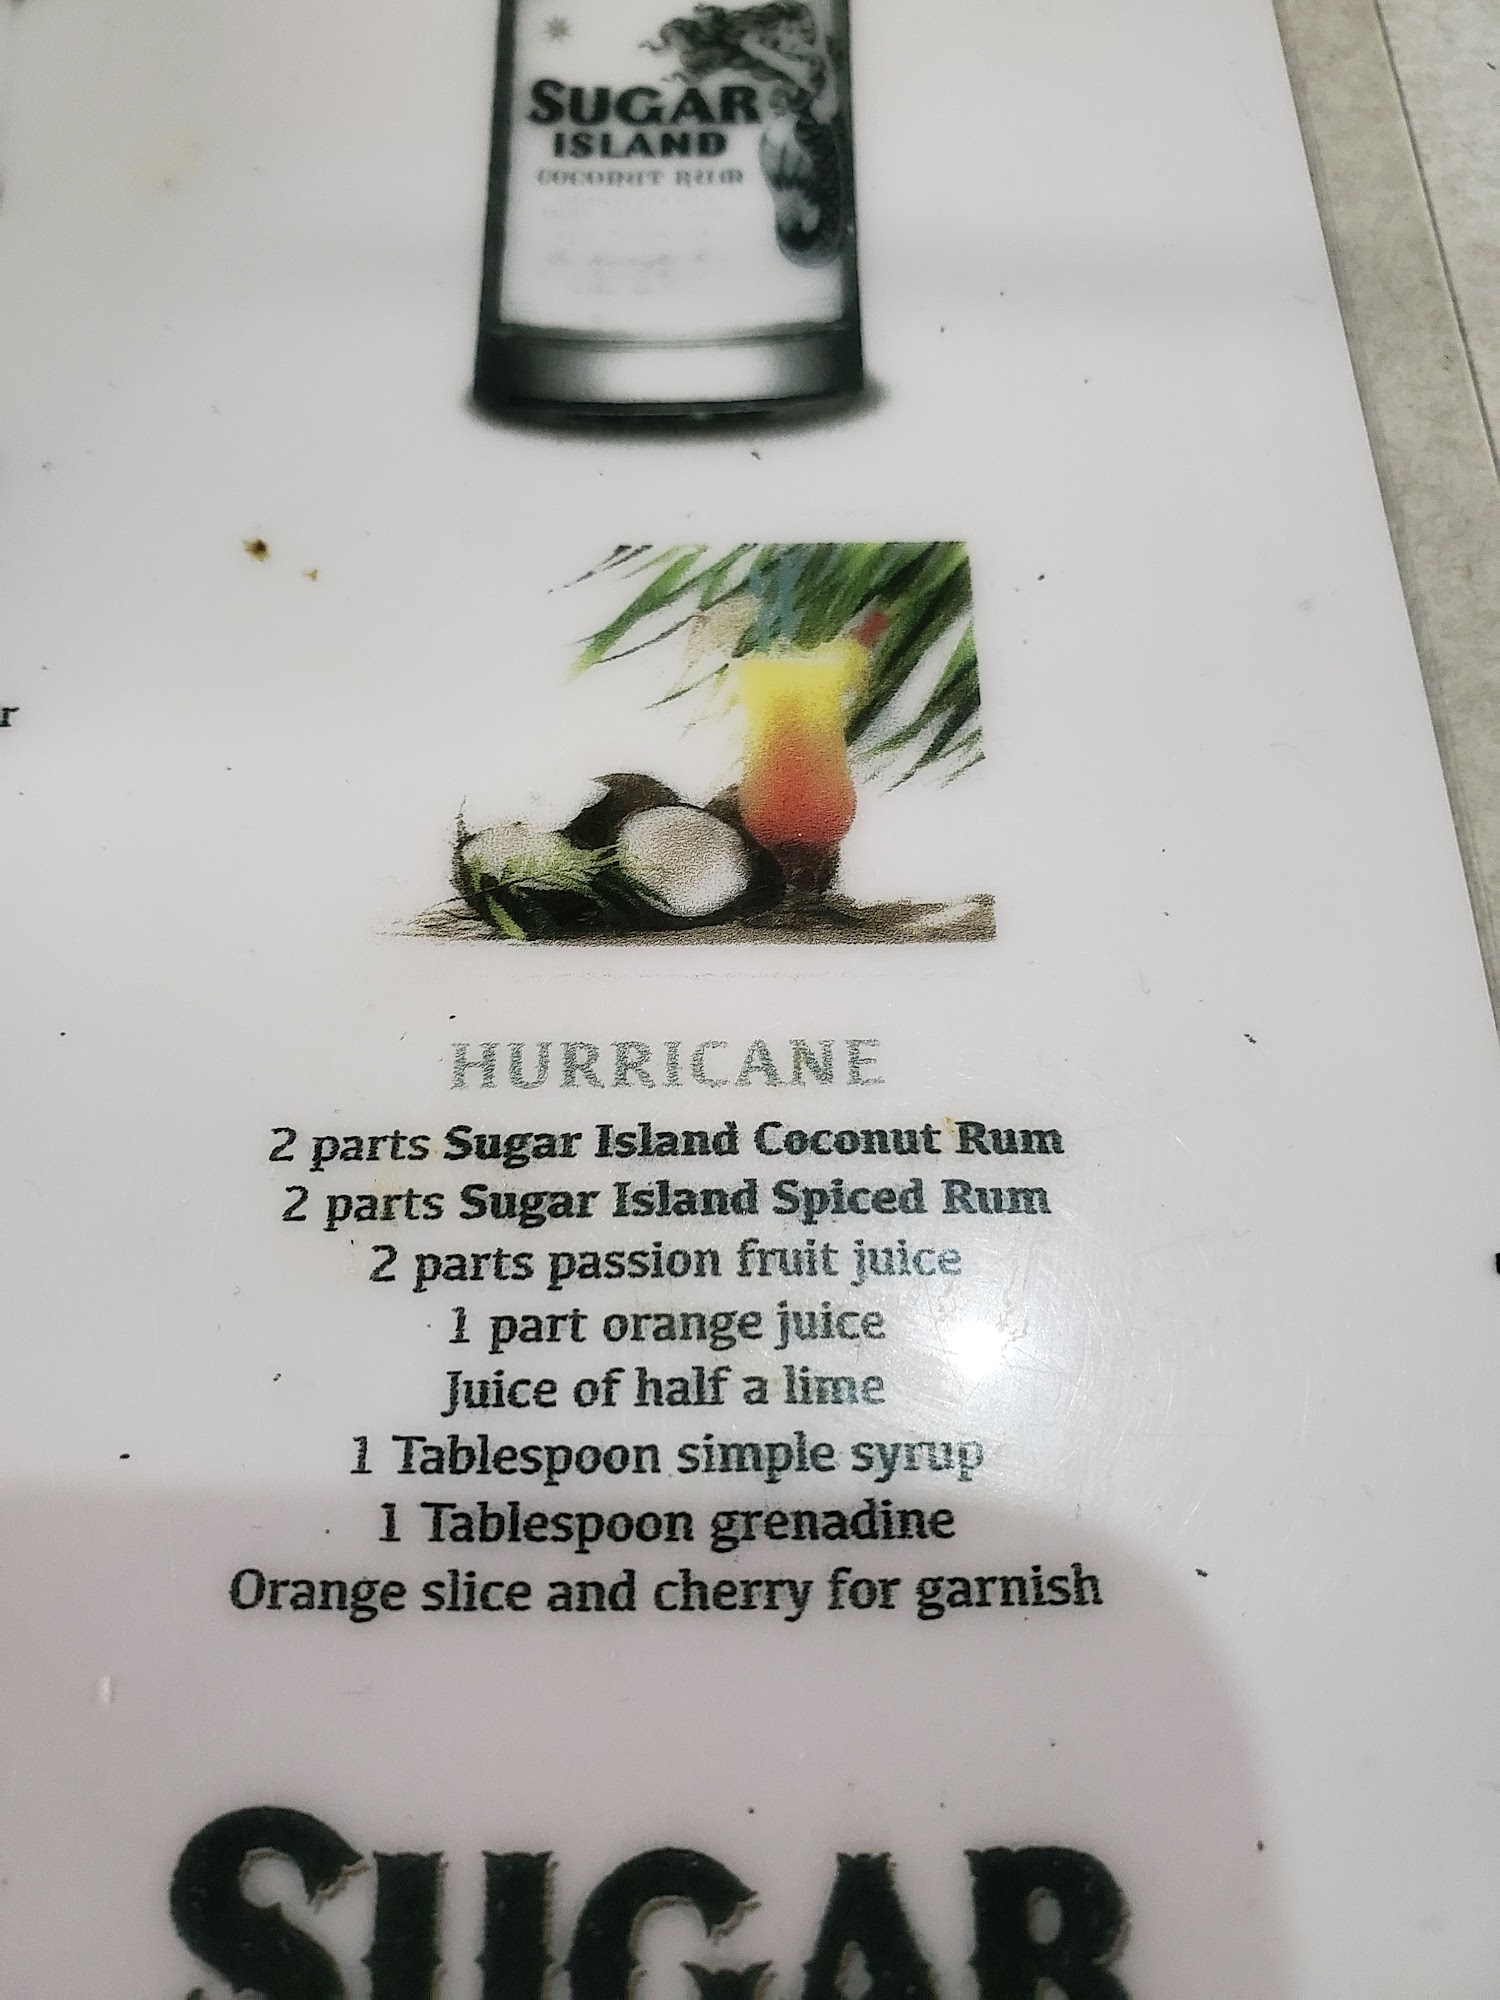 SUGAR
ISLAND
COCONUT RUM
r
HURRICANE
2 parts Sugar Island Coconut Rum
2 parts Sugar Island Spiced Rum
2 parts passion fruit juice
1 part orange juice
Juice of half a lime
1 Tablespoon simple syrup
1 Tablespoon grenadine
Orange slice and cherry for garnish
SUGAR